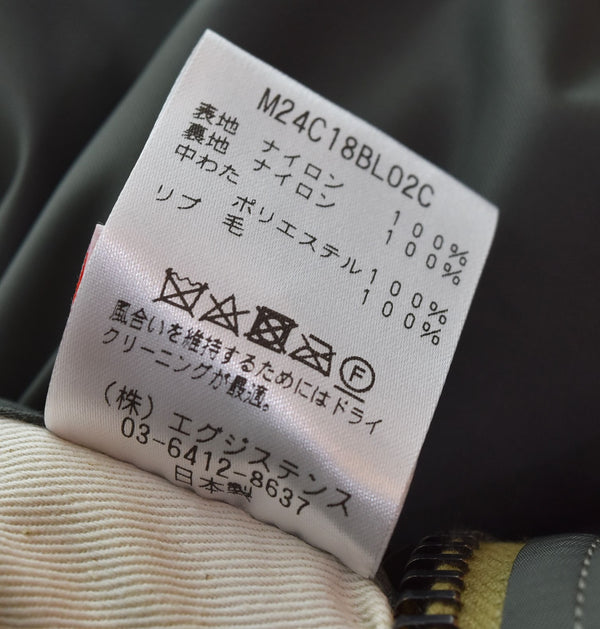 M24C18BL02C
表地 ナイロン 100%
裏地 ナイロン 100%
中わた ポリエステル 100%
リブ 毛 100%
F
風合いを維持するためにはドライ
クリーニングが最適。
(株)エグジステンス
03-6412-8637
日本製